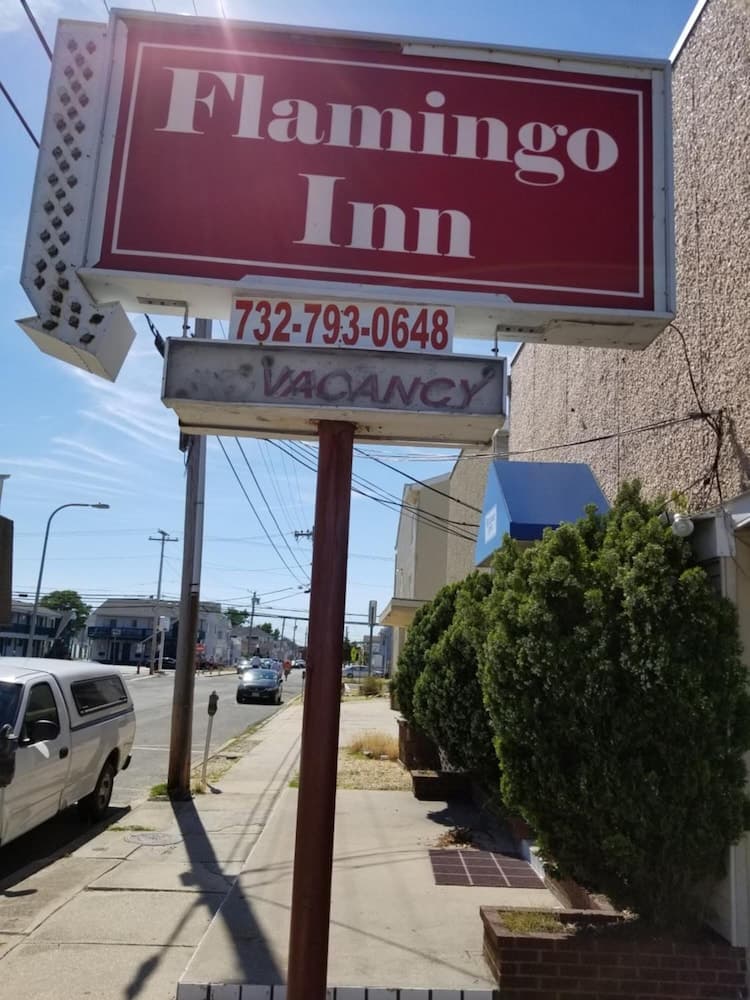 Flamingo
Inn
732-793-0648
VACANCY